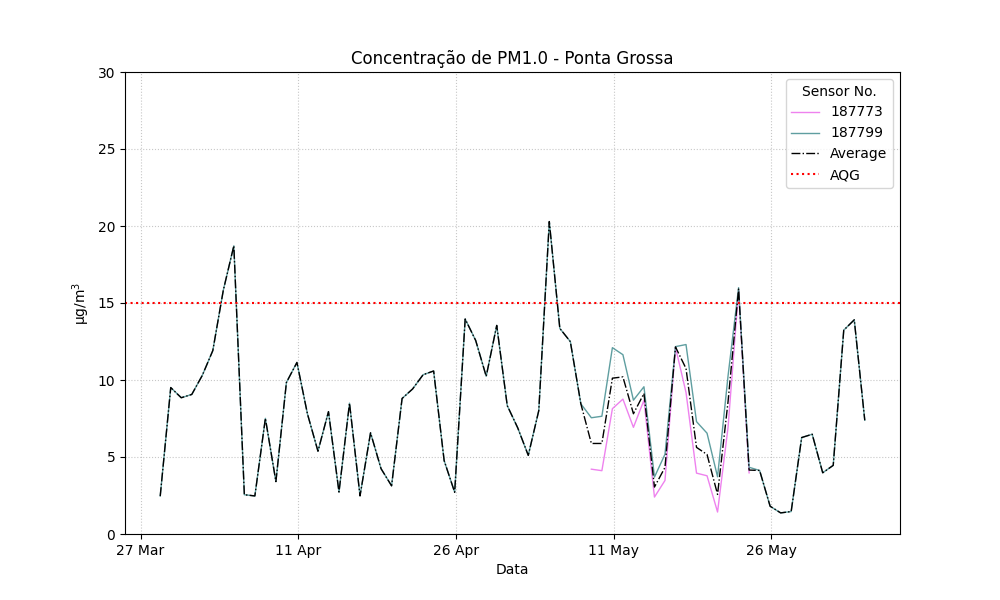 Concentração de PM1.0 - Ponta Grossa
Sensor No.
187773
187799
Average
AQG
µg/m³
30
25
20
15
10
5
0
27 Mar
11 Apr
26 Apr
11 May
26 May
Data